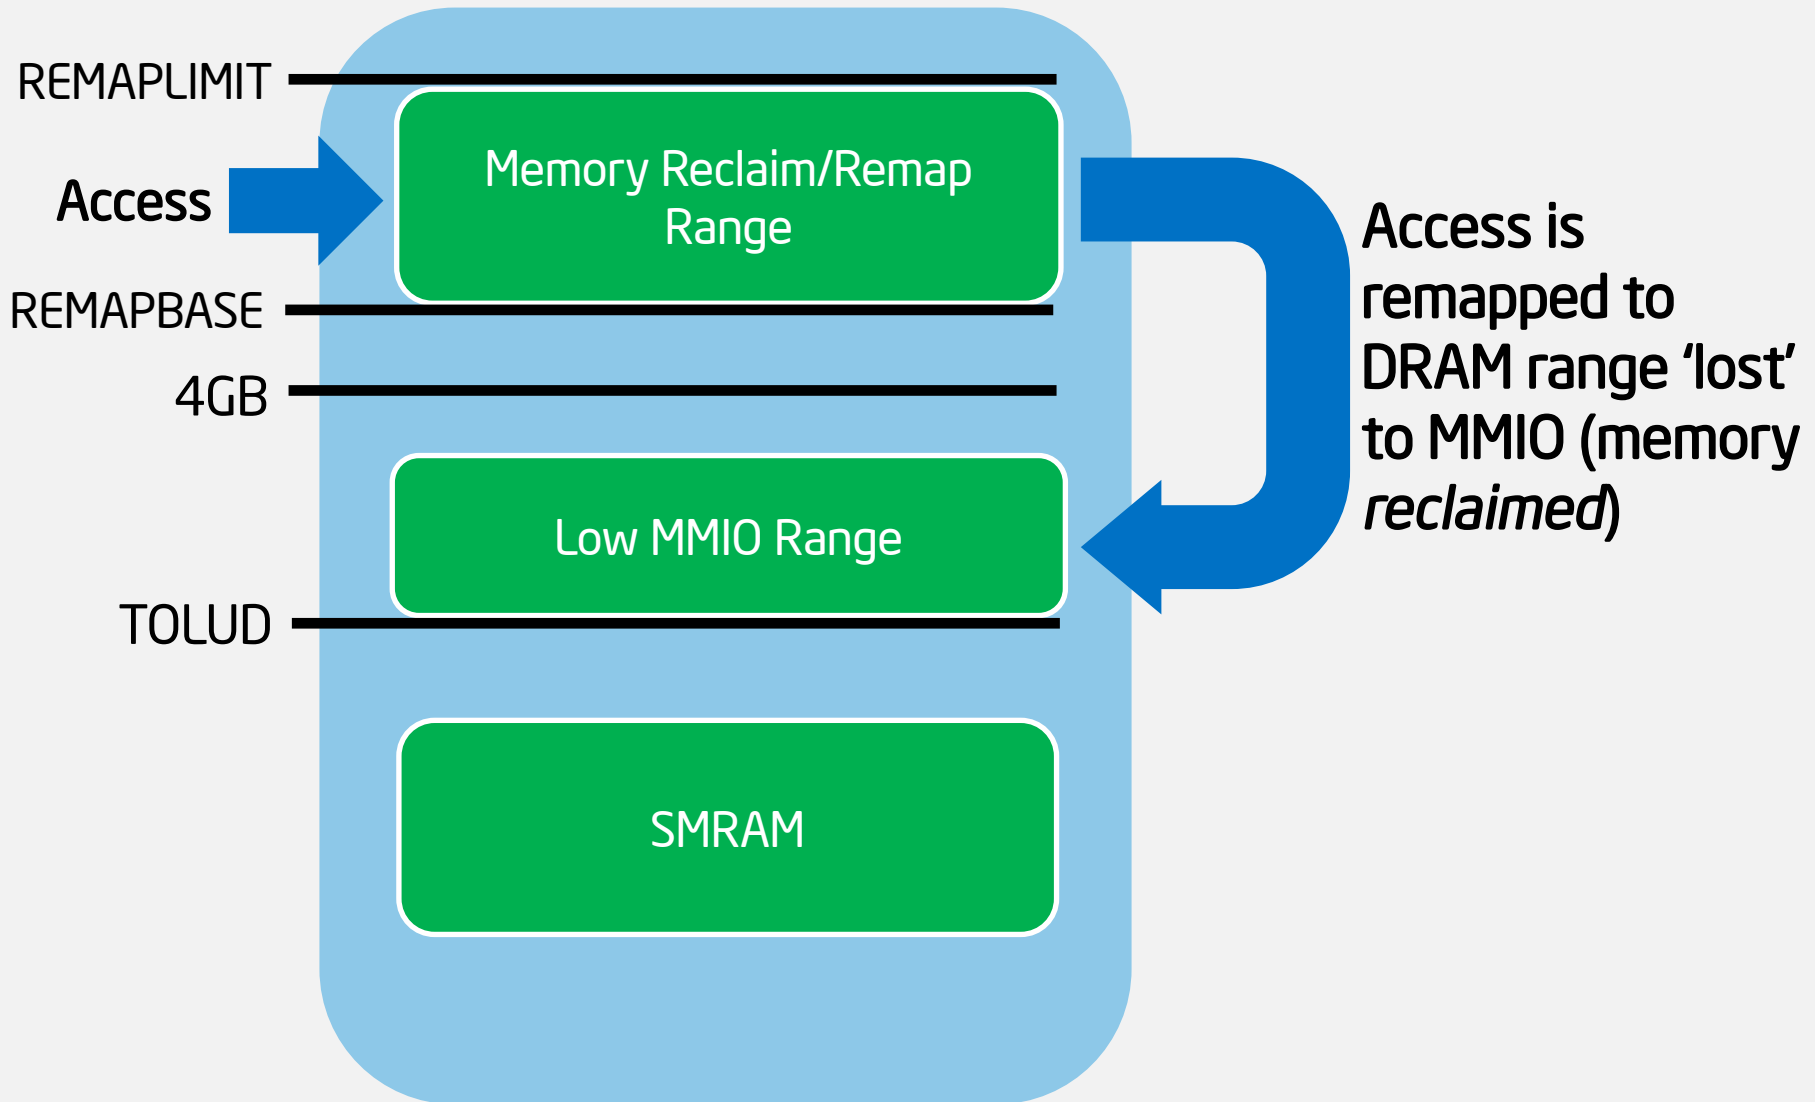 REMAPLIMIT
Memory Reclaim/Remap
Range
Access
Access is
remapped to
DRAM range ‘lost’
to MMIO (memory
reclaimed)
REMAPBASE
4GB
Low MMIO Range
TOLUD
SMRAM